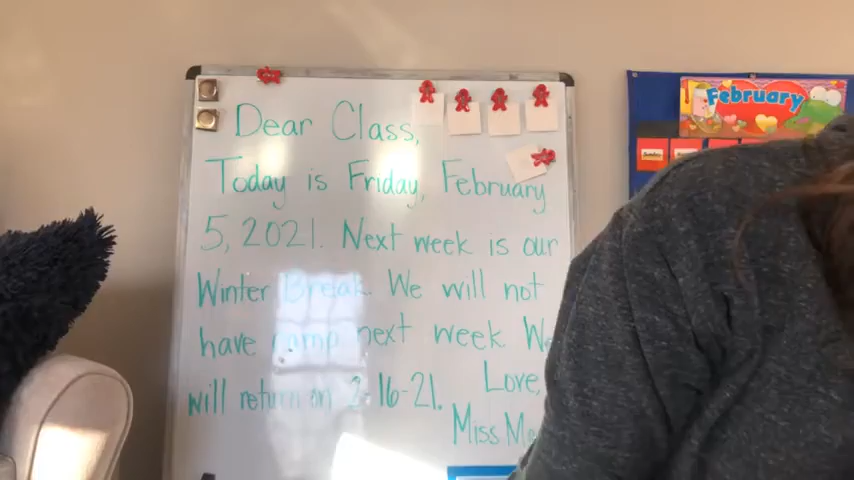 Dear Class,
Today is Friday, February
5, 2021. Next week is our
Winter Break. We will not
have camp next week. We
will return on 2-16-21.
Love,
Miss
February